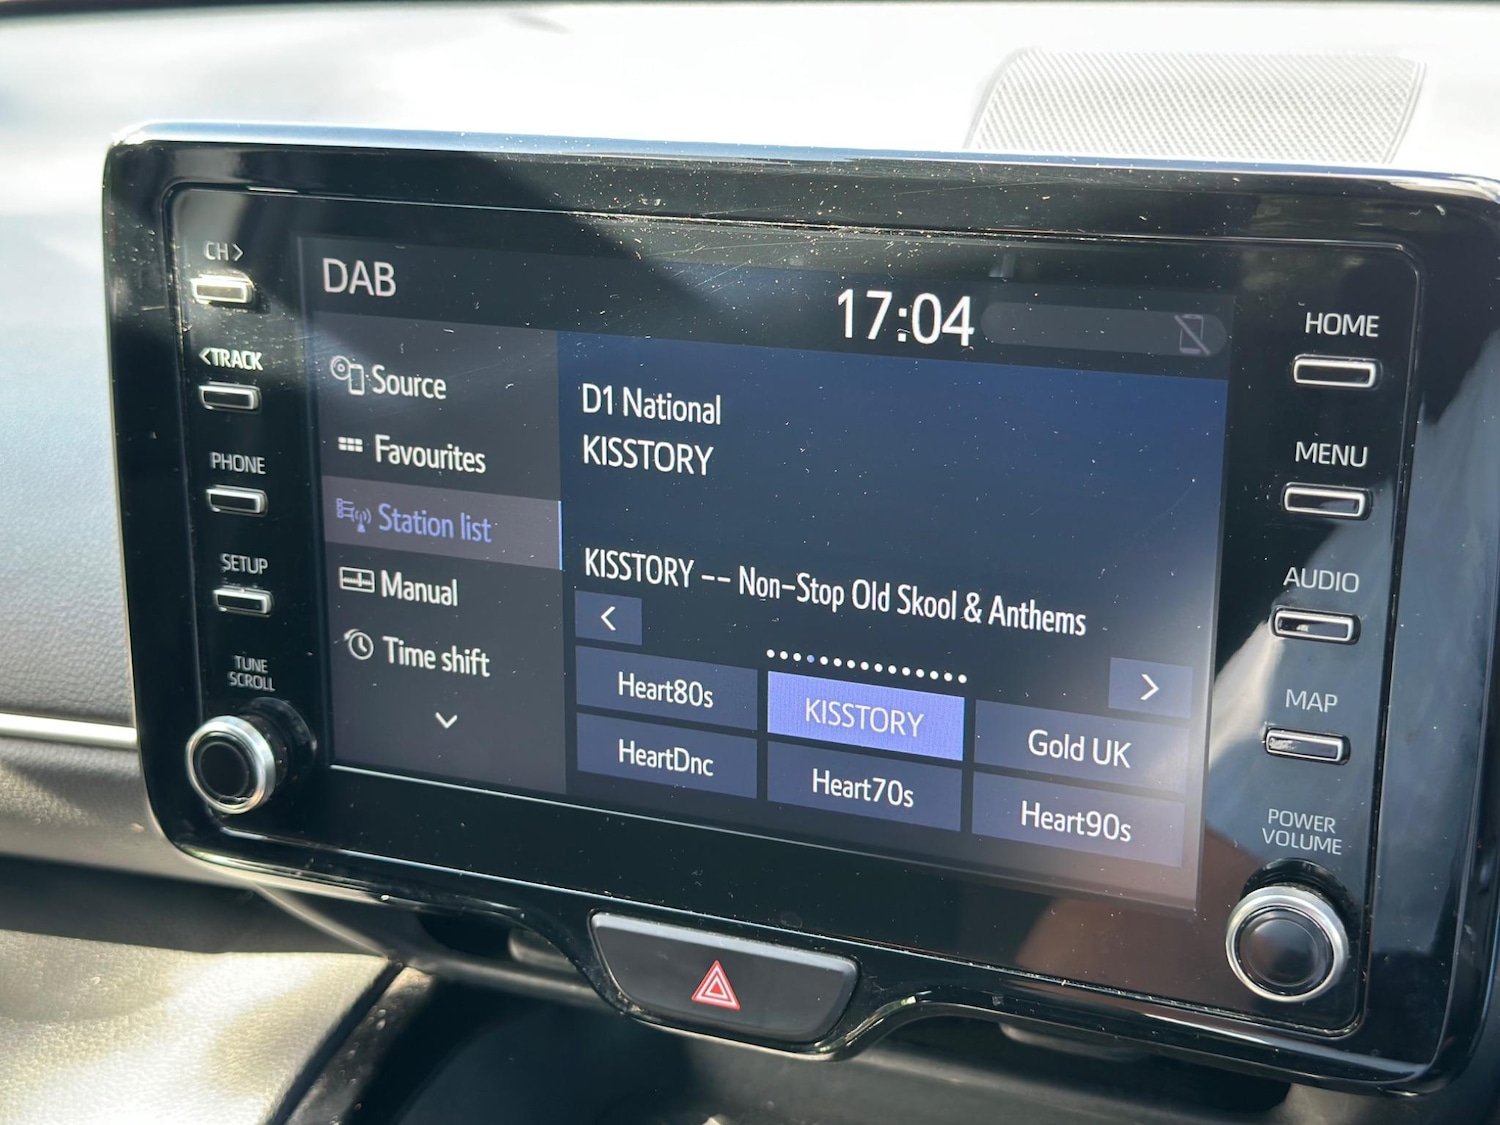 CH>
<TRACK
PHONE
SETUP
TUNE
SCROLL
DAB
17:04
Source
Favourites
Station list
Manual
Time shift
D1 National
KISSTORY
KISSTORY -- Non-Stop Old Skool & Anthems
<
>
Heart80s
KISSTORY
Gold UK
HeartDnc
Heart70s
Heart90s
HOME
MENU
AUDIO
MAP
POWER
VOLUME